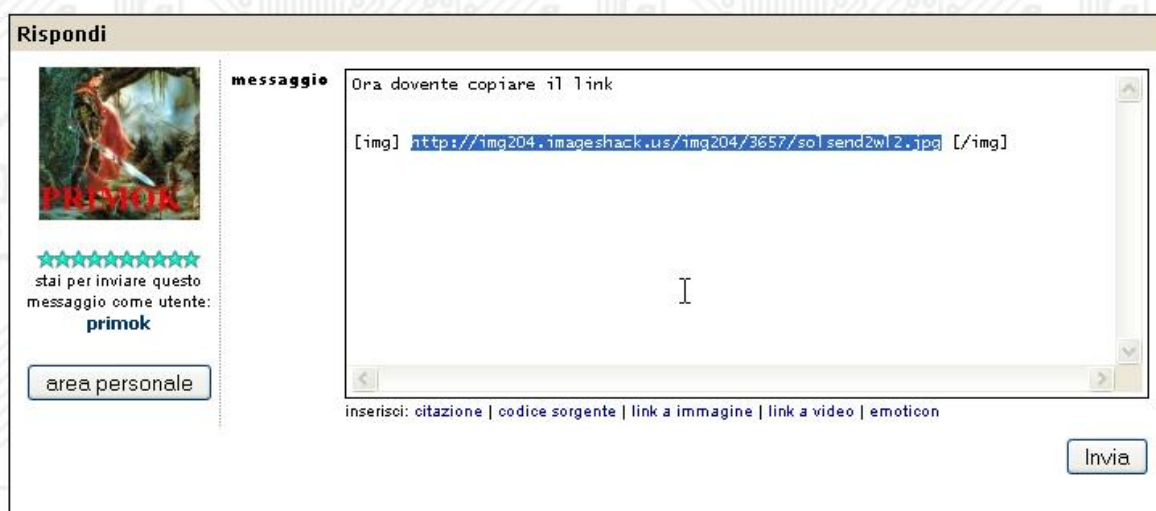 Rispondi
PRIMOK
stai per inviare questo
messaggio come utente:
primok
area personale
messaggio
Ora dovente copiare il link
[img] http://img204.imageshack.us/img204/3657/solsend2wl2.jpg [/img]
inserisci: citazione | codice sorgente | link a immagine | link a video | emoticon
Invia